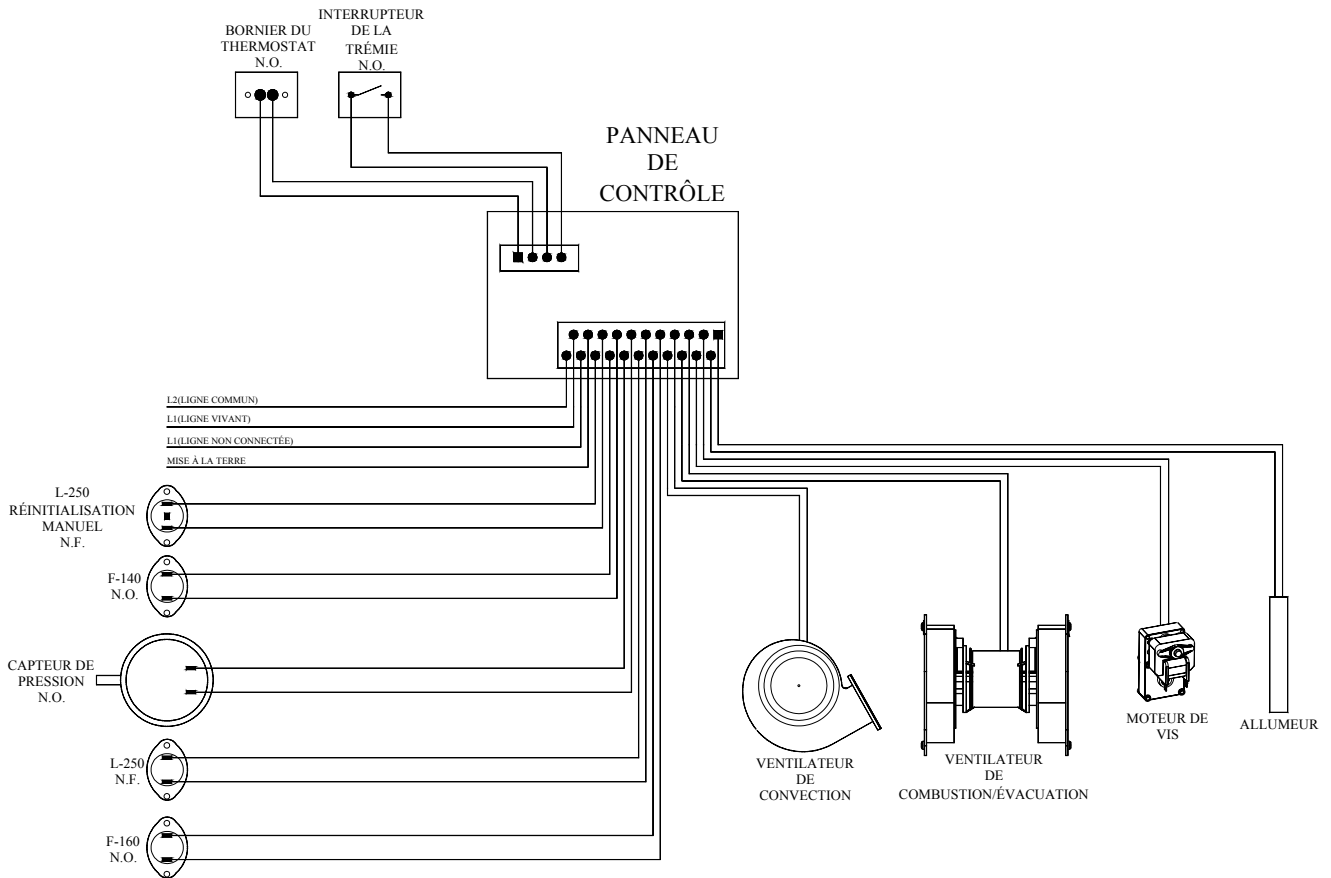 BORNIER DU
THERMOSTAT
N.O.
INTERRUPTEUR
DE LA
TRÉMIE
N.O.
PANNEAU
DE
CONTRÔLE
L2(LIGNE COMMUN)
L1(LIGNE VIVANT)
L1(LIGNE NON CONNECTÉE)
MISE À LA TERRE
L-250
RÉINITIALISATION
MANUEL
N.F.
F-140
N.O.
CAPTEUR DE
PRESSION
N.O.
L-250
N.F.
F-160
N.O.
VENTILATEUR
DE
CONVECTION
VENTILATEUR
DE
COMBUSTION/ÉVACUATION
MOTEUR DE
VIS
ALLUMEUR